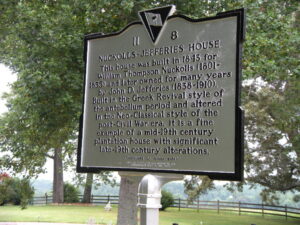 11 8
NUCKOLLS-JEFFERIES HOUSE
This house was built in 1843 for
William Thompson Nuckolls (1801-
1855) and later owned for many years
by John D. Jefferies (1838-1910).
Built in the Greek Revival style of
the antebellum period and altered
in the Neo-Classical style of the
post-Civil War era, it is a fine
example of a mid-19th century
plantation house with significant
late-19th century alterations.